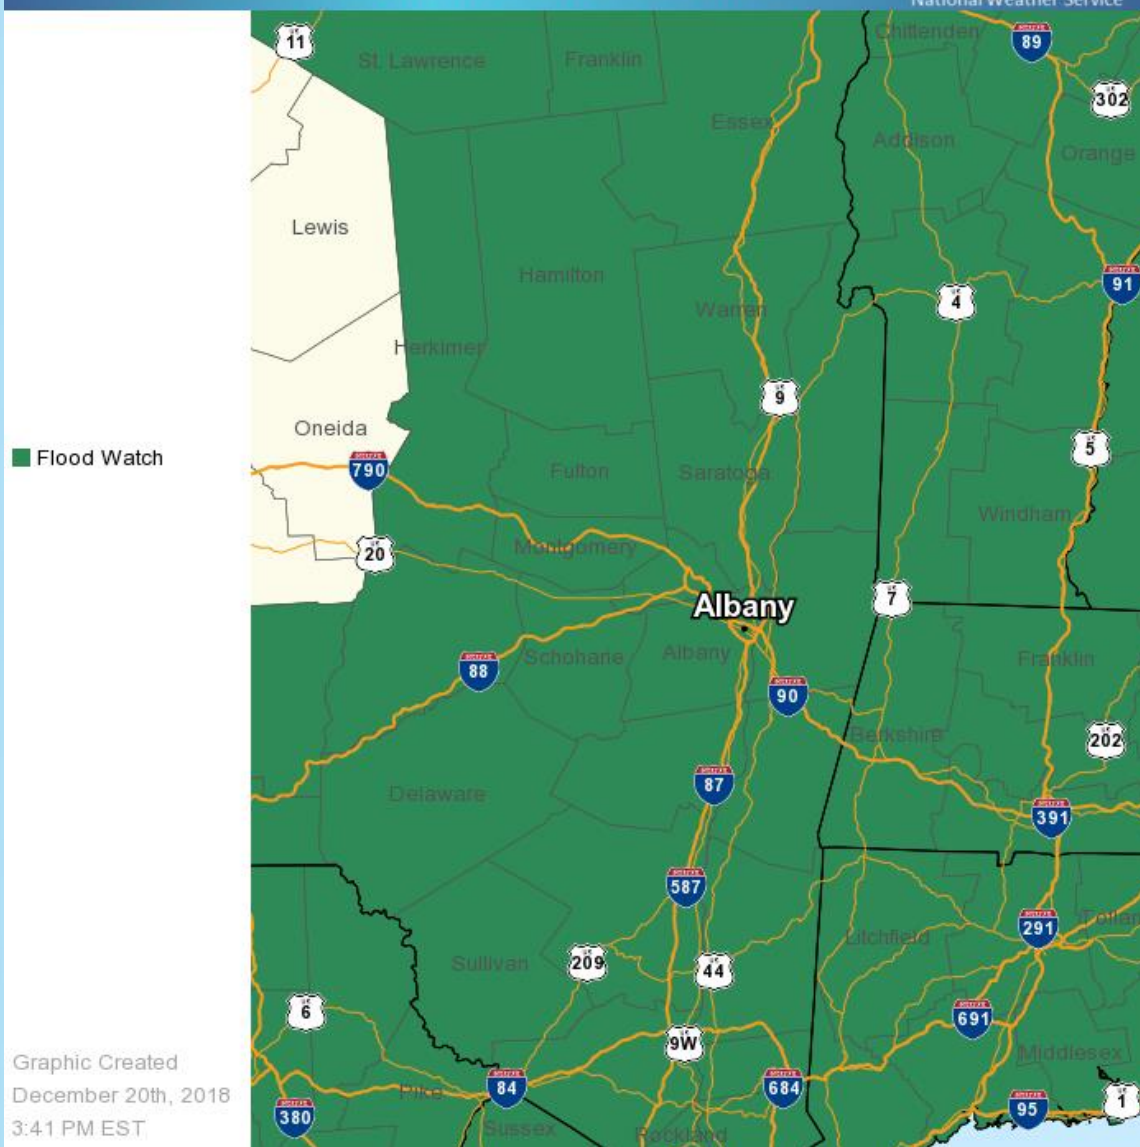 National Weather Service
11
St. Lawrence
Franklin
Chittenden
89
302
Essex
Addison
Orange
Lewis
Hamilton
Warren
4
91
Herkimer
9
Oneida
Flood Watch
790
Fulton
Saratoga
5
Windham
20
Montgomery
Albany
7
88
Schoharie
Albany
90
Franklin
Berkshire
202
87
Delaware
391
587
291
Litchfield
Sullivan
209
44
6
691
9W
Middlesex
Graphic Created
December 20th, 2018
3:41 PM EST
Pike
84
684
95
1
380
Sussex
Rockland